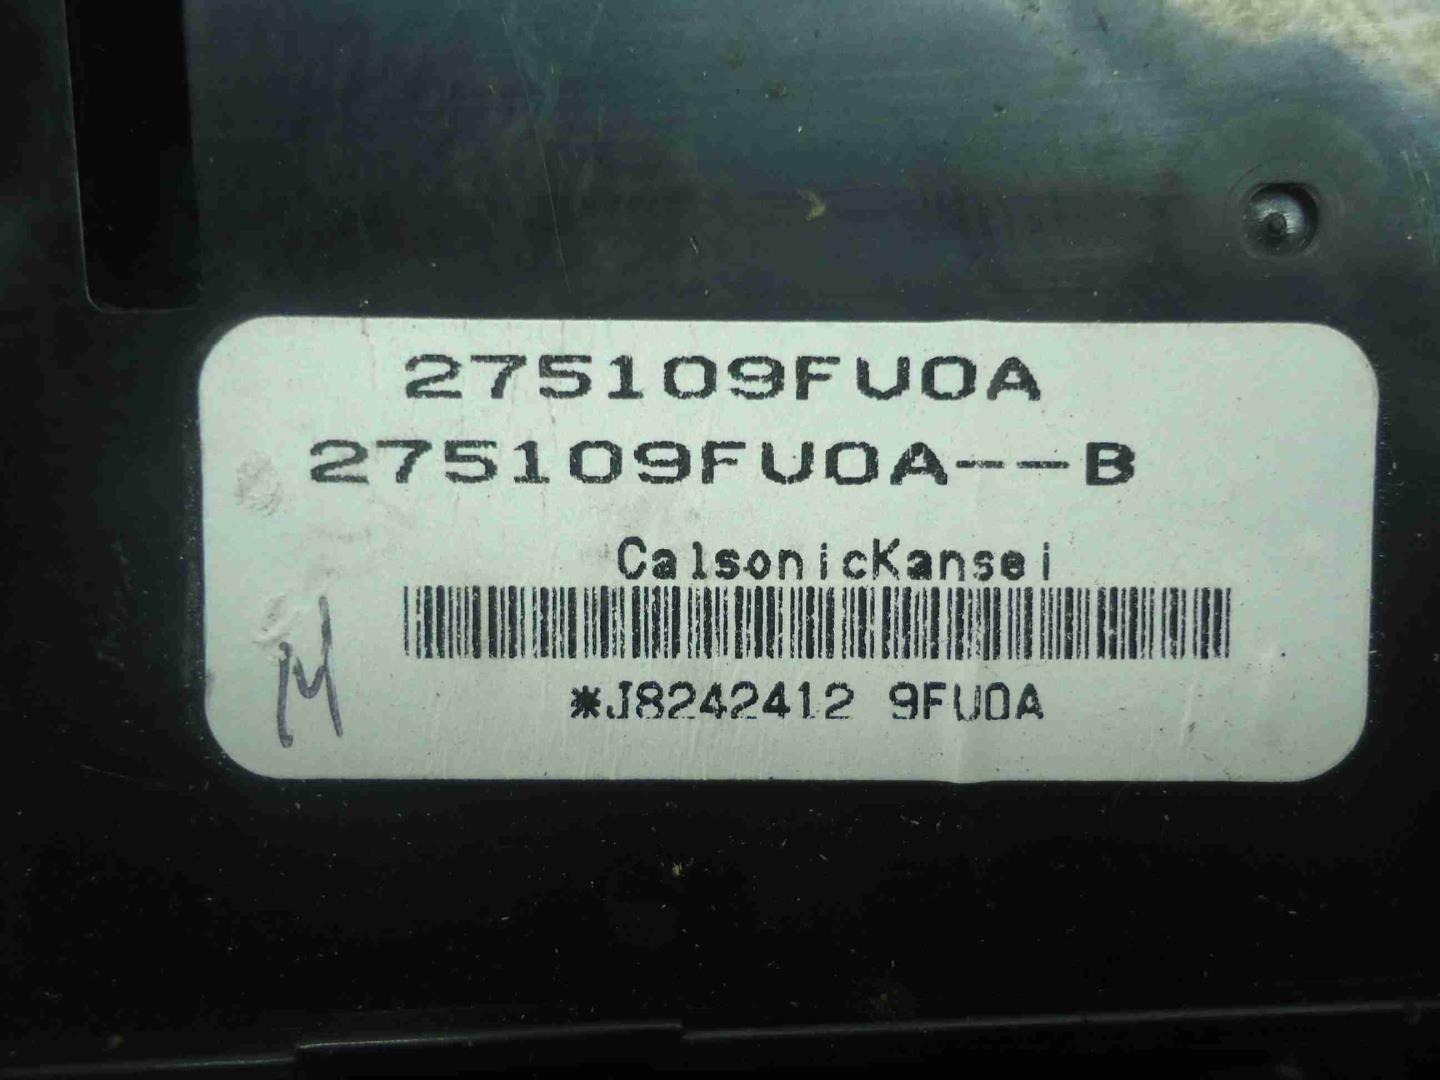 275109FU0A
275109FU0A--B
CalsonicKansei
*J8242412 9FU0A